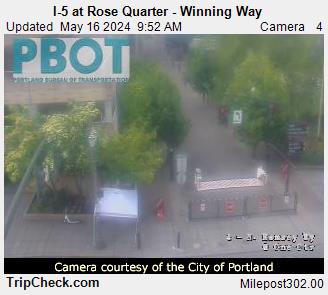 I-5 at Rose Quarter - Winning Way
Updated May 16 2024 9:52 AM Camera 4
PBOT
PORTLAND BUREAU OF TRANSPORTATION
Camera courtesy of the City of Portland
TripCheck.com Milepost302.00